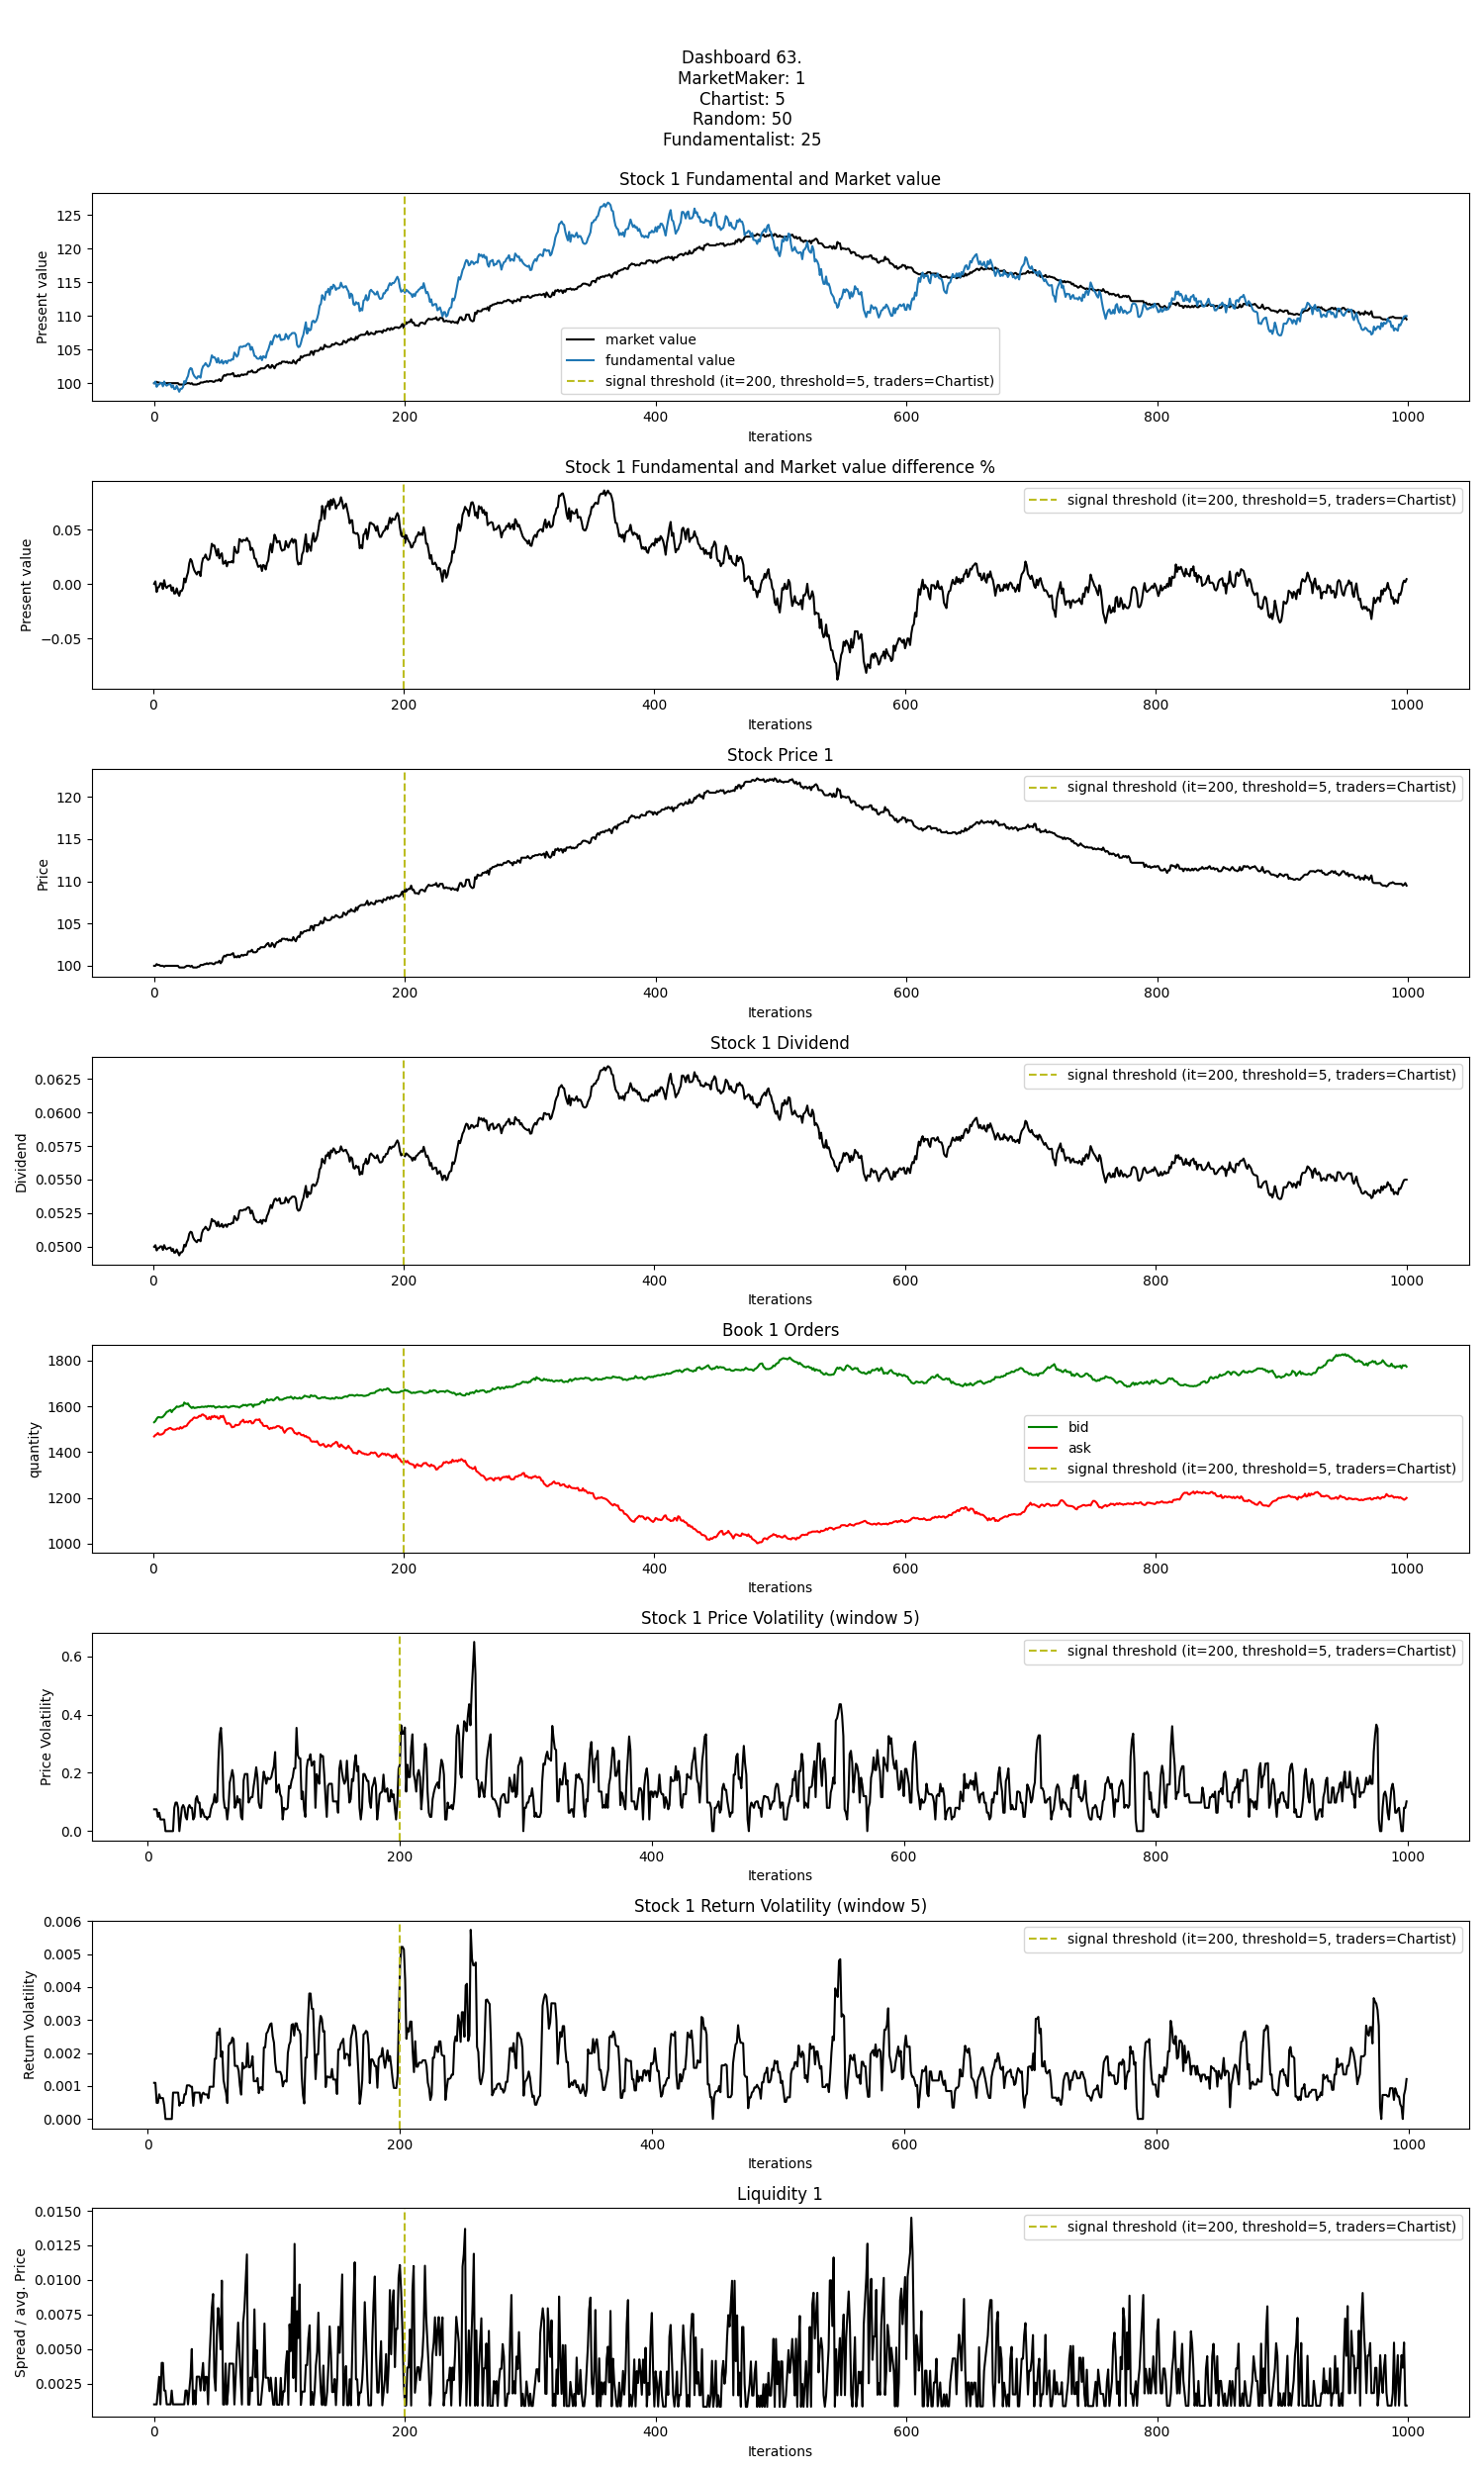 Dashboard 63.
MarketMaker: 1
Chartist: 5
Random: 50
Fundamentalist: 25
Stock 1 Fundamental and Market value
Present value
125
120
115
110
105
100
market value
fundamental value
signal threshold (it=200, threshold=5, traders=Chartist)
0 200 400 600 800 1000
Iterations
Stock 1 Fundamental and Market value difference %
signal threshold (it=200, threshold=5, traders=Chartist)
Present value
0.05
0.00
−0.05
0 200 400 600 800 1000
Iterations
Stock Price 1
signal threshold (it=200, threshold=5, traders=Chartist)
Price
120
115
110
105
100
0 200 400 600 800 1000
Iterations
Stock 1 Dividend
signal threshold (it=200, threshold=5, traders=Chartist)
Dividend
0.0625
0.0600
0.0575
0.0550
0.0525
0.0500
0 200 400 600 800 1000
Iterations
Book 1 Orders
quantity
1800
1600
1400
1200
1000
bid
ask
signal threshold (it=200, threshold=5, traders=Chartist)
0 200 400 600 800 1000
Iterations
Stock 1 Price Volatility (window 5)
signal threshold (it=200, threshold=5, traders=Chartist)
Price Volatility
0.6
0.4
0.2
0.0
0 200 400 600 800 1000
Iterations
Stock 1 Return Volatility (window 5)
signal threshold (it=200, threshold=5, traders=Chartist)
Return Volatility
0.006
0.005
0.004
0.003
0.002
0.001
0.000
0 200 400 600 800 1000
Iterations
Liquidity 1
signal threshold (it=200, threshold=5, traders=Chartist)
Spread / avg. Price
0.0150
0.0125
0.0100
0.0075
0.0050
0.0025
0 200 400 600 800 1000
Iterations